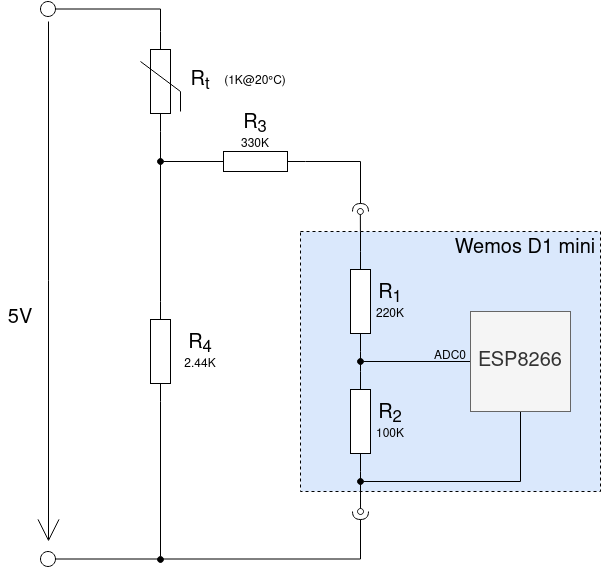 R_t (1K@20°C)
R_3
330K
Wemos D1 mini
R_1
220K
5V
R_4
2.44K
ADC0
ESP8266
R_2
100K